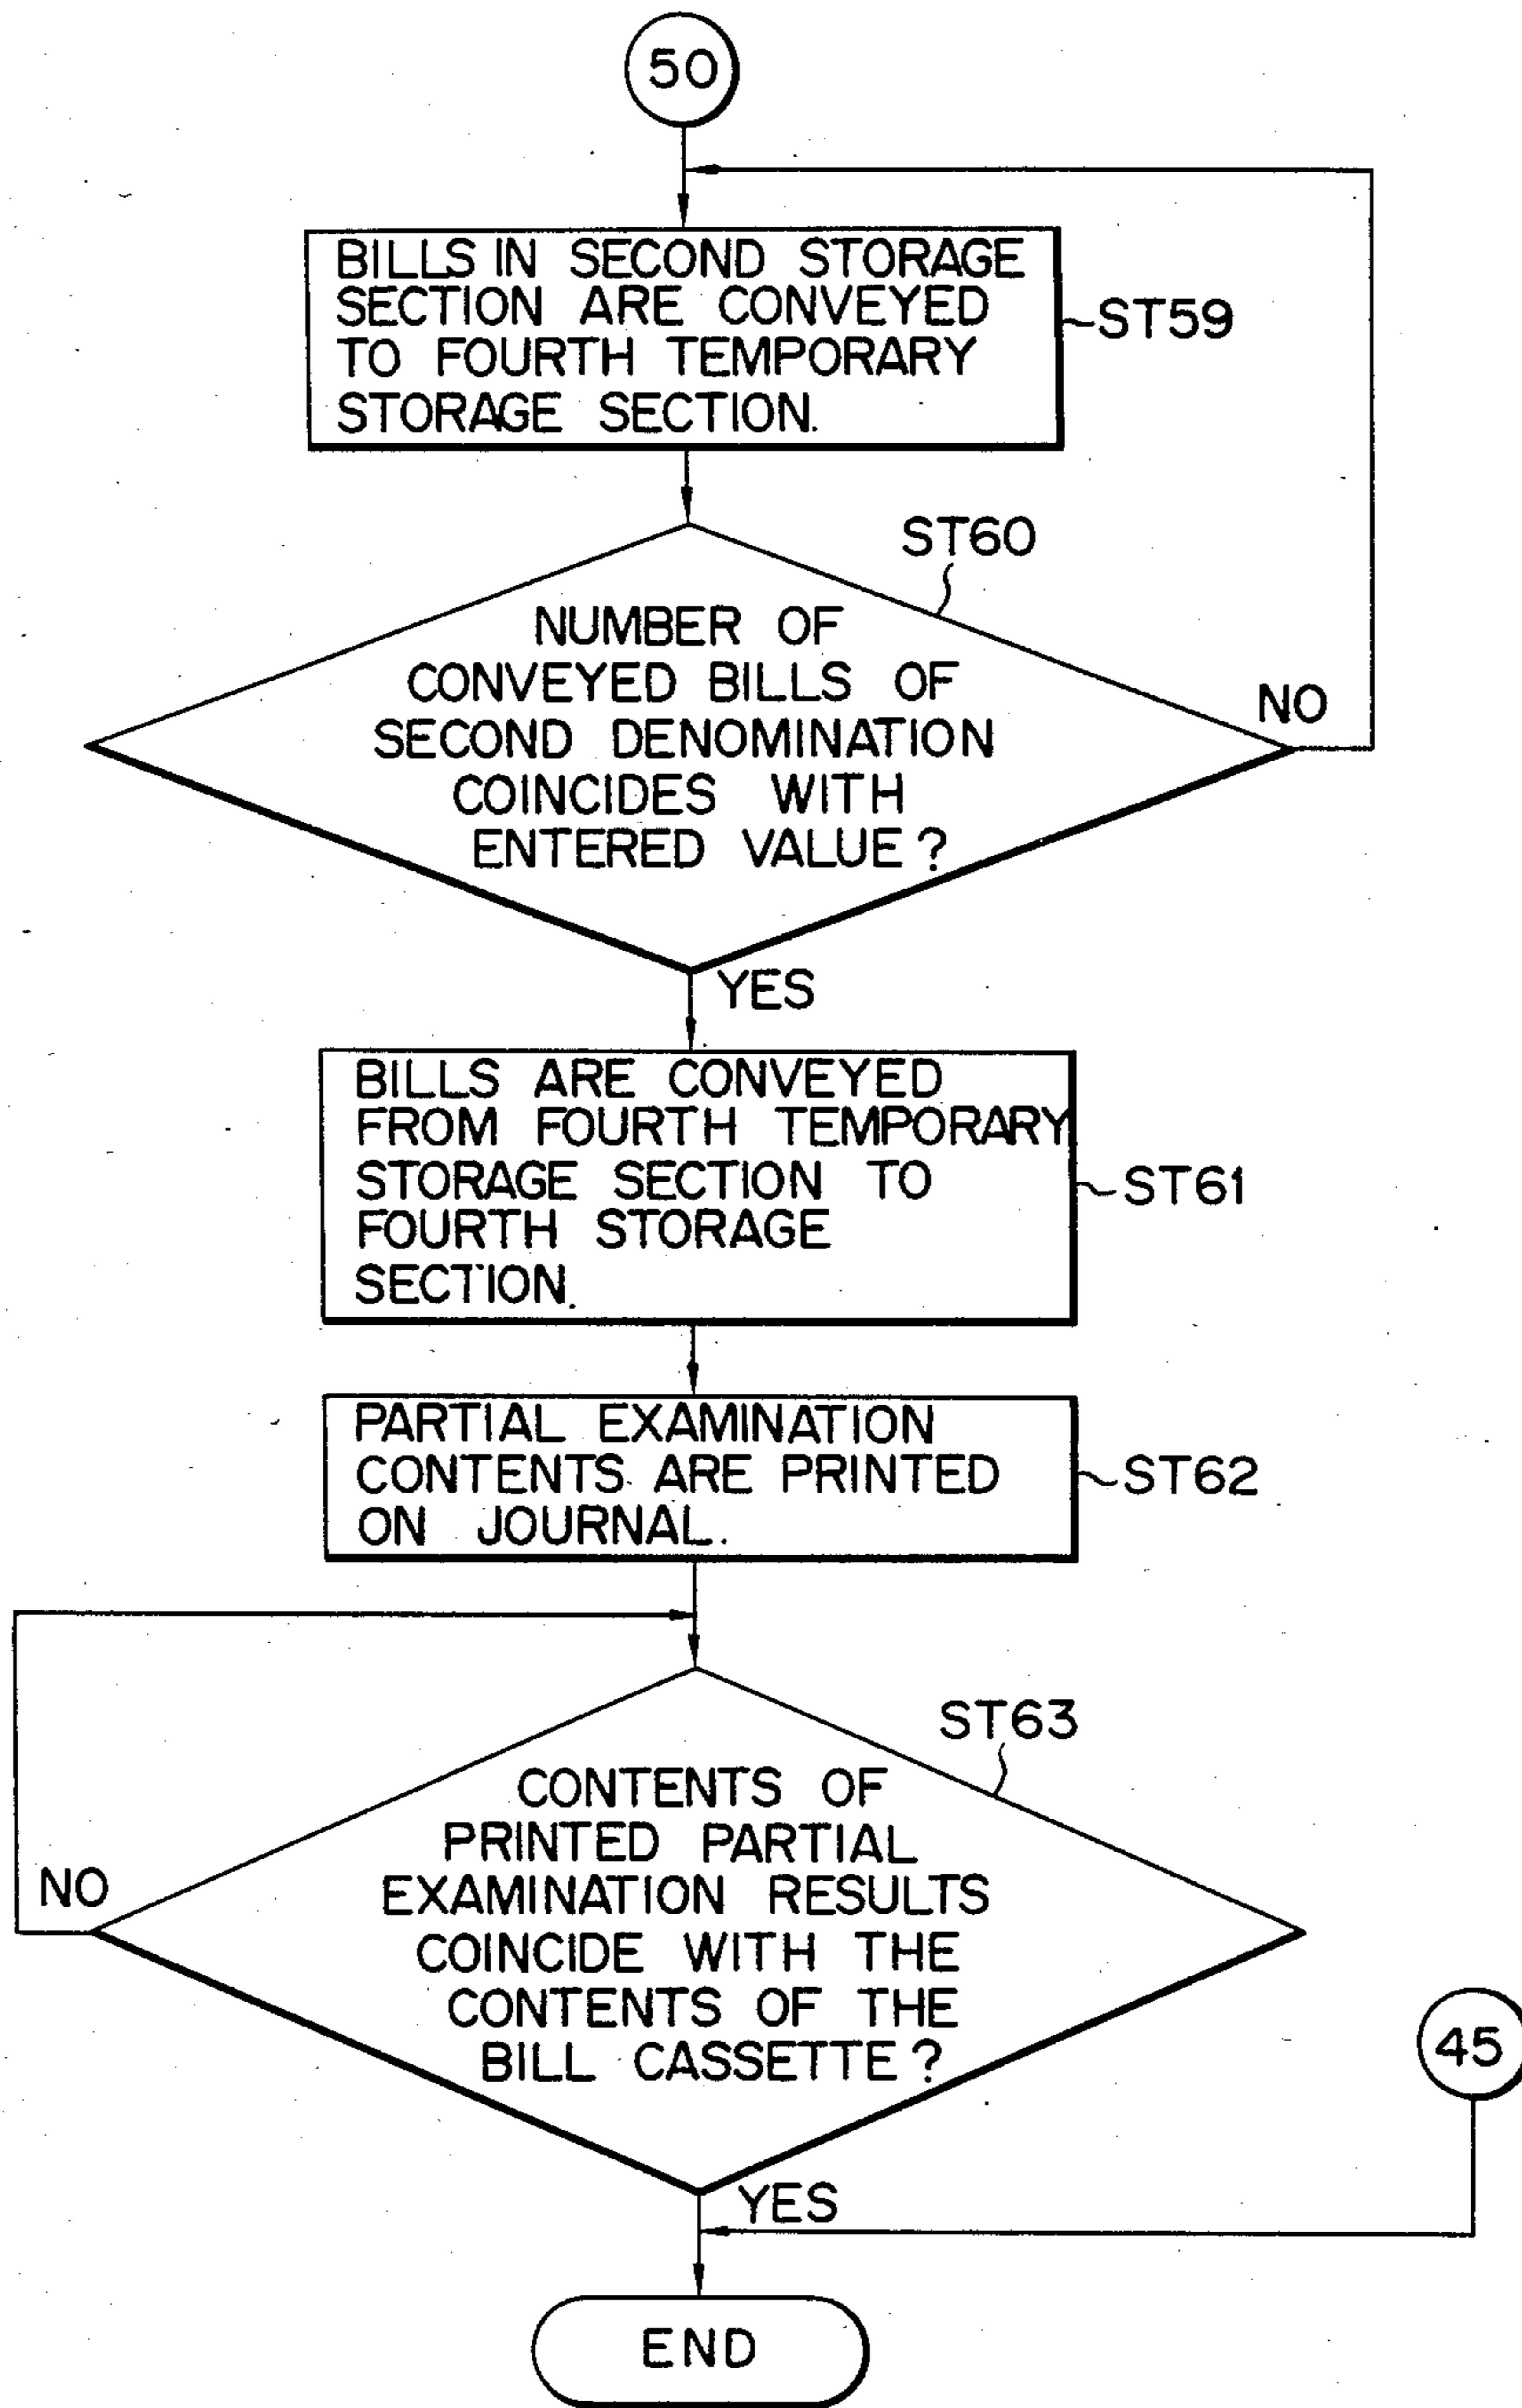 50
BILLS IN SECOND STORAGE
SECTION ARE CONVEYED
TO FOURTH TEMPORARY
STORAGE SECTION.
ST59
ST60
NUMBER OF
CONVEYED BILLS OF
SECOND DENOMINATION
COINCIDES WITH
ENTERED VALUE?
NO
YES
BILLS ARE CONVEYED
FROM FOURTH TEMPORARY
STORAGE SECTION TO
FOURTH STORAGE
SECTION.
ST61
PARTIAL EXAMINATION
CONTENTS ARE PRINTED
ON JOURNAL.
ST62
ST63
CONTENTS OF
PRINTED PARTIAL
EXAMINATION RESULTS
COINCIDE WITH THE
CONTENTS OF THE
BILL CASSETTE?
NO
45
YES
END